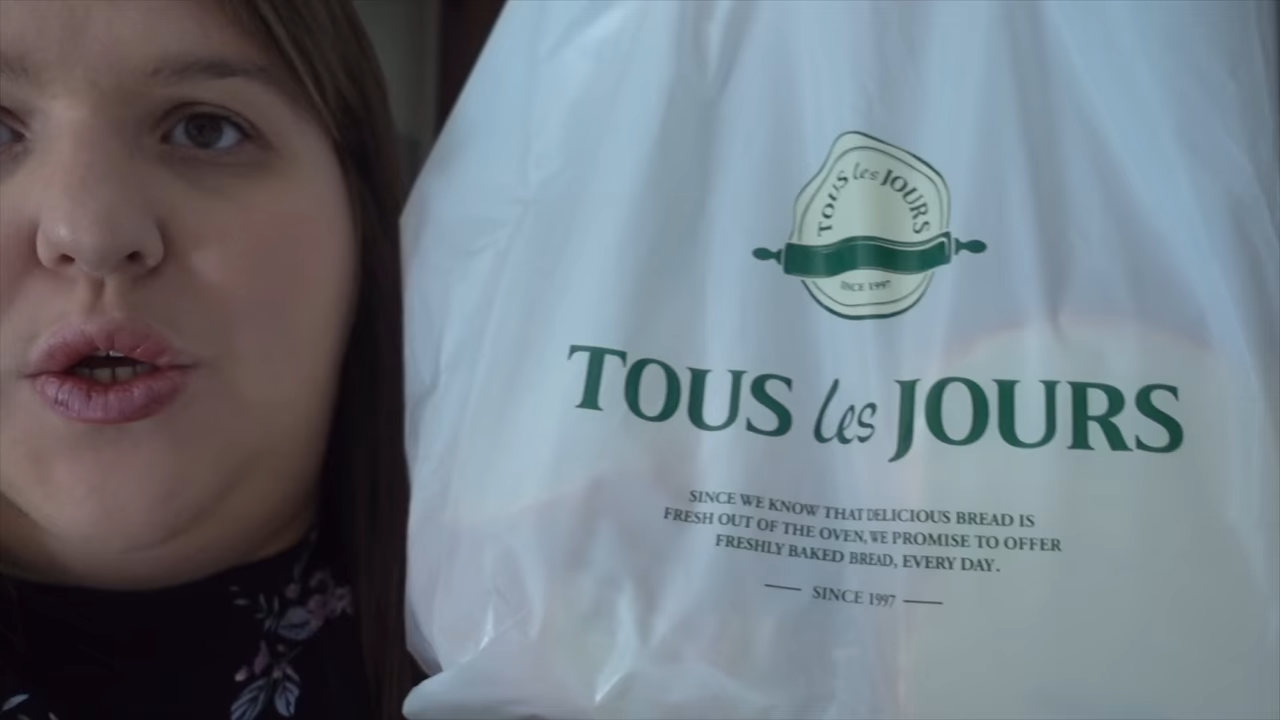 TOUS les JOURS
SINCE 1997
TOUS les JOURS
SINCE WE KNOW THAT DELICIOUS BREAD IS
FRESH OUT OF THE OVEN, WE PROMISE TO OFFER
FRESHLY BAKED BREAD, EVERY DAY.
SINCE 1997